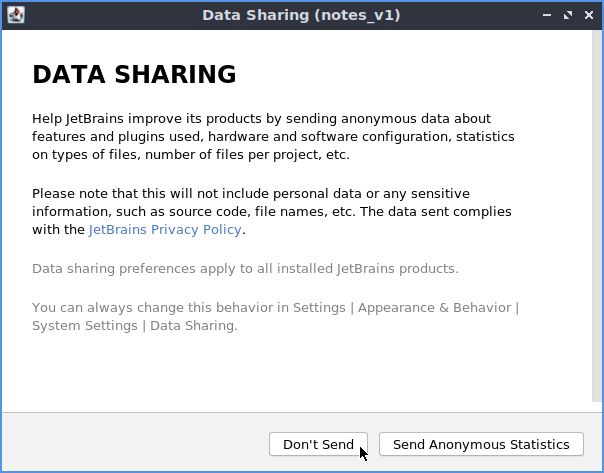 Data Sharing (notes_v1)
DATA SHARING
Help JetBrains improve its products by sending anonymous data about
features and plugins used, hardware and software configuration, statistics
on types of files, number of files per project, etc.
Please note that this will not include personal data or any sensitive
information, such as source code, file names, etc. The data sent complies
with the JetBrains Privacy Policy.
Data sharing preferences apply to all installed JetBrains products.
You can always change this behavior in Settings | Appearance & Behavior |
System Settings | Data Sharing.
Don't Send
Send Anonymous Statistics